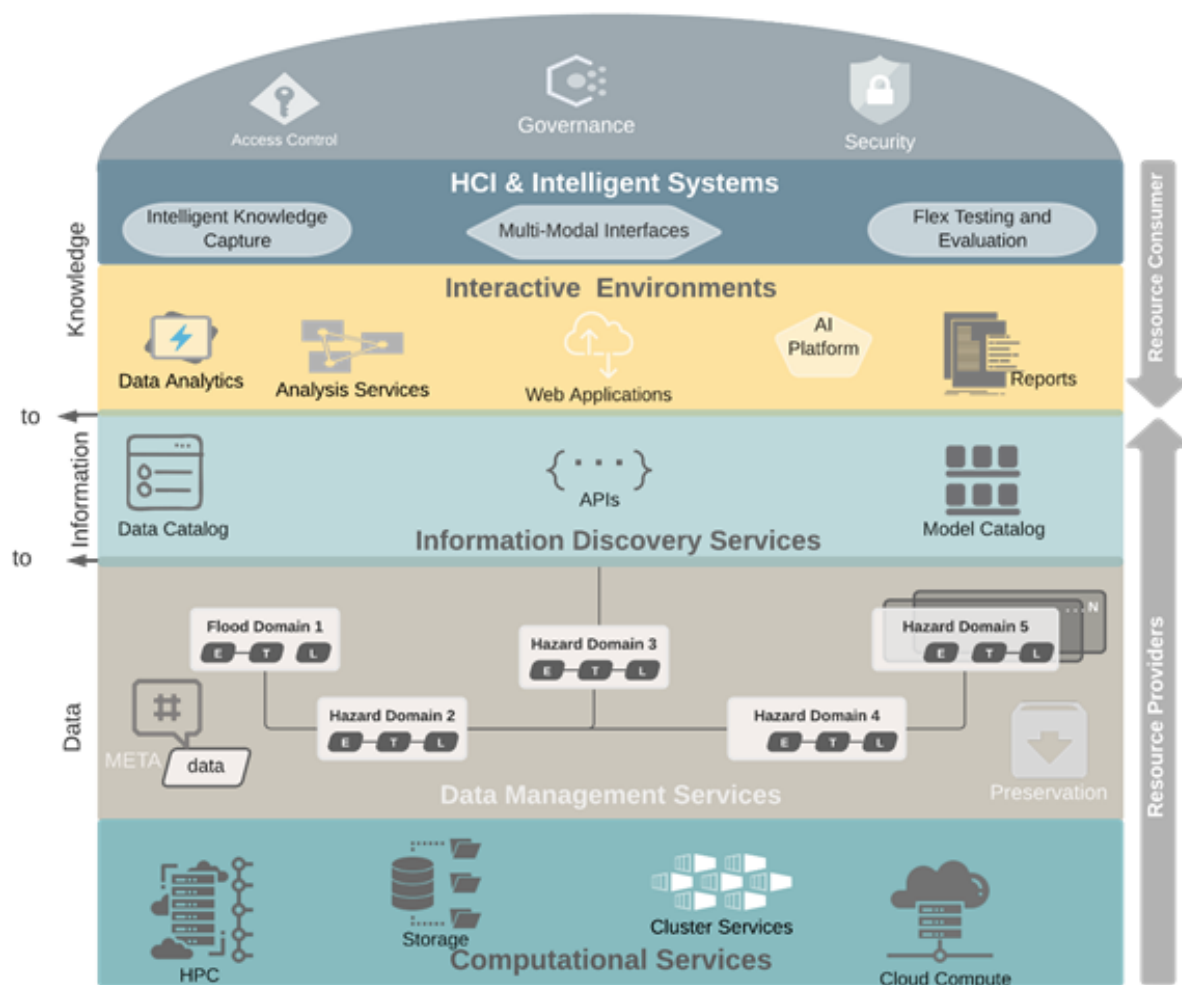 Access Control
Governance
Security
HCI & Intelligent Systems
Intelligent Knowledge
Capture
Multi-Modal Interfaces
Flex Testing and
Evaluation
Interactive Environments
Data Analytics
Analysis Services
Web Applications
AI
Platform
Reports
Data Catalog
{...}
APIs
Model Catalog
Information Discovery Services
Flood Domain 1
E T L
Hazard Domain 2
E T L
Hazard Domain 3
E T L
Hazard Domain 4
E T L
Hazard Domain 5
E T L
...N
#
META
data
Data Management Services
Preservation
HPC
Storage
Cluster Services
Cloud Compute
Computational Services
Knowledge
to
Information
to
Data
Resource Consumer
Resource Providers